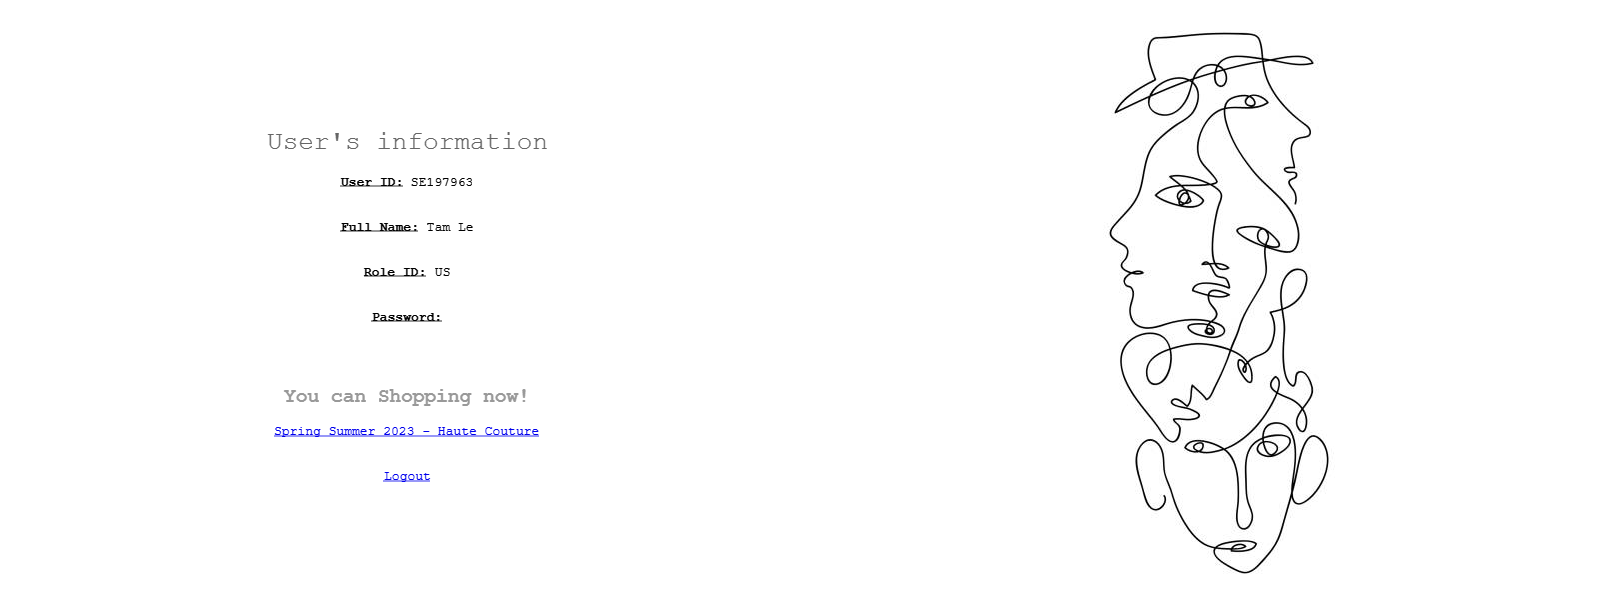 User's information
User ID: SE197963
Full Name: Tam Le
Role ID: US
Password:
You can Shopping now!
Spring Summer 2023 - Haute Couture
Logout